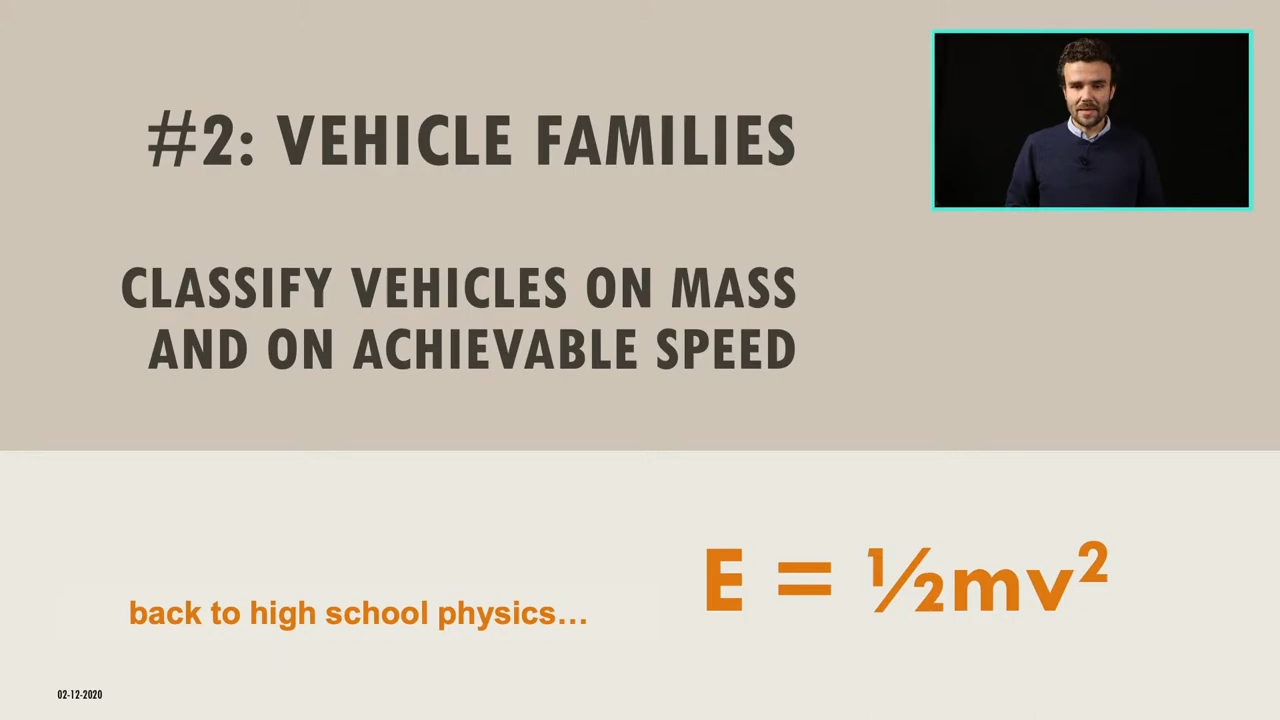 #2: VEHICLE FAMILIES
CLASSIFY VEHICLES ON MASS
AND ON ACHIEVABLE SPEED
back to high school physics…
E = ½mv²
02-12-2020